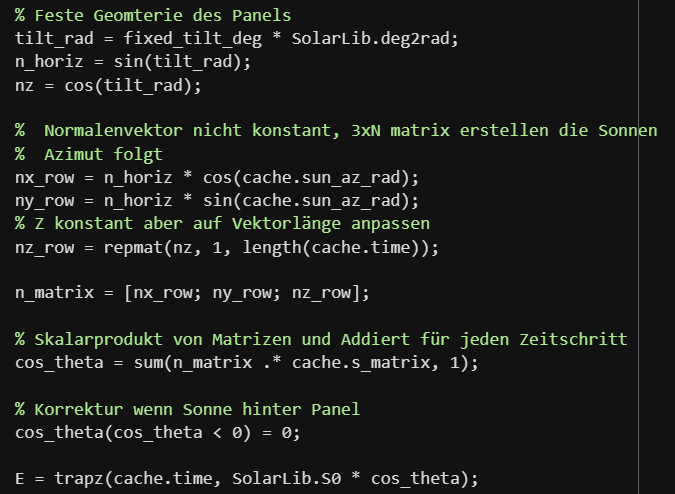 % Feste Geomterie des Panels
tilt_rad = fixed_tilt_deg * SolarLib.deg2rad;
n_horiz = sin(tilt_rad);
nz = cos(tilt_rad);
%  Normalenvektor nicht konstant, 3xN matrix erstellen die Sonnen
%  Azimut folgt
nx_row = n_horiz * cos(cache.sun_az_rad);
ny_row = n_horiz * sin(cache.sun_az_rad);
% Z konstant aber auf Vektorlänge anpassen
nz_row = repmat(nz, 1, length(cache.time));
n_matrix = [nx_row; ny_row; nz_row];
% Skalarprodukt von Matrizen und Addiert für jeden Zeitschritt
cos_theta = sum(n_matrix .* cache.s_matrix, 1);
% Korrektur wenn Sonne hinter Panel
cos_theta(cos_theta < 0) = 0;
E = trapz(cache.time, SolarLib.S0 * cos_theta);